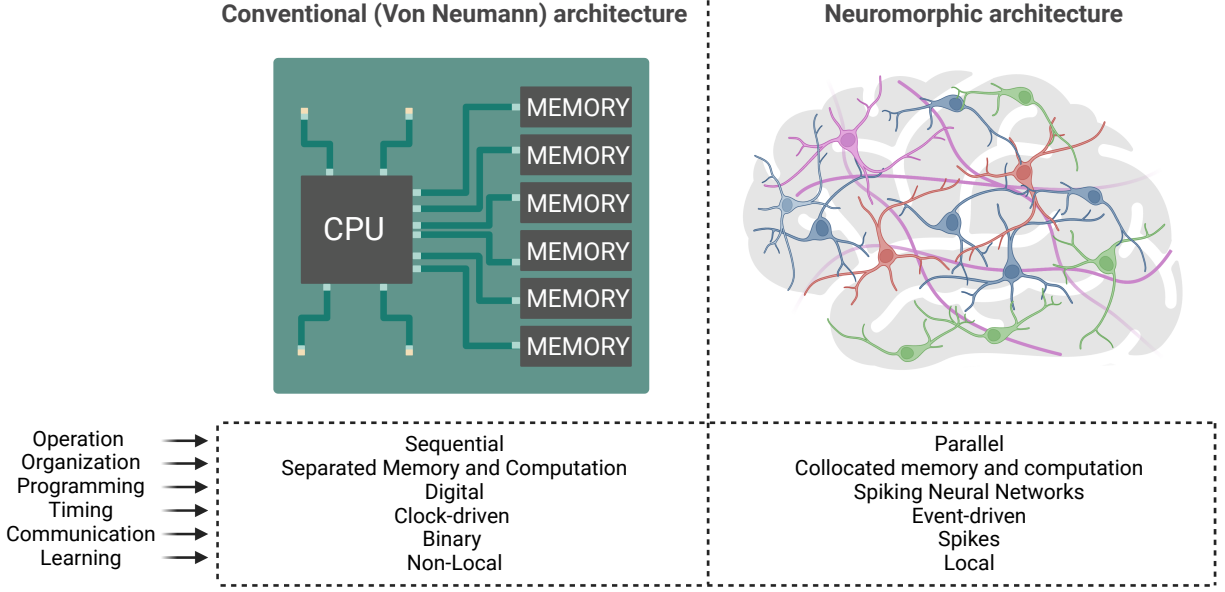 Conventional (Von Neumann) architecture
Neuromorphic architecture
CPU
MEMORY
MEMORY
MEMORY
MEMORY
MEMORY
MEMORY
Operation Sequential Parallel
Organization Separated Memory and Computation Collocated memory and computation
Programming Digital Spiking Neural Networks
Timing Clock-driven Event-driven
Communication Binary Spikes
Learning Non-Local Local